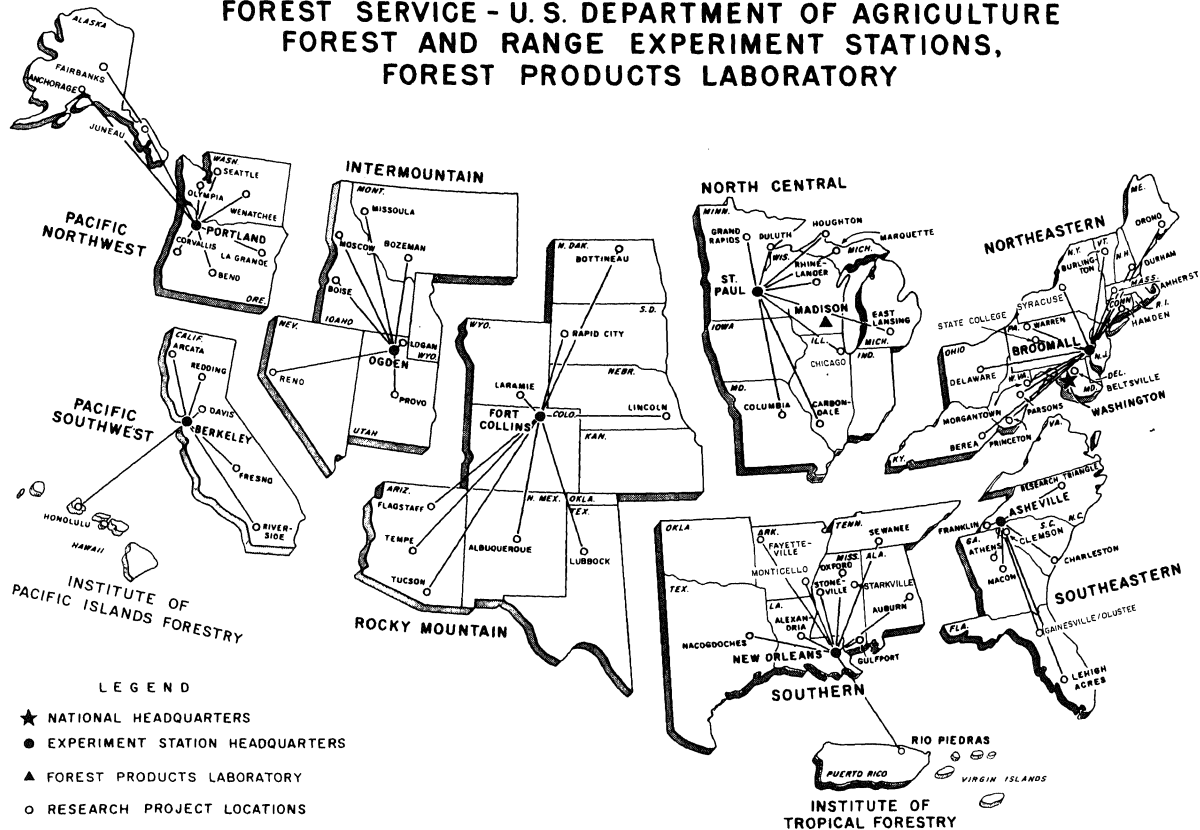 FOREST SERVICE - U.S. DEPARTMENT OF AGRICULTURE
FOREST AND RANGE EXPERIMENT STATIONS,
FOREST PRODUCTS LABORATORY
ALASKA
FAIRBANKS
ANCHORAGE
JUNEAU
PACIFIC
NORTHWEST
WASH.
SEATTLE
OLYMPIA
WENATCHEE
PORTLAND
CORVALLIS
LA GRANDE
BEND
ORE.
INTERMOUNTAIN
MONT.
MISSOULA
MOSCOW
BOZEMAN
BOISE
IDAHO
NEV.
LOGAN
WYO.
OGDEN
RENO
PROVO
UTAH
PACIFIC
SOUTHWEST
CALIF.
ARCATA
REDDING
DAVIS
BERKELEY
FRESNO
RIVER-
SIDE
HONOLULU
HAWAII
INSTITUTE OF
PACIFIC ISLANDS FORESTRY
N. DAK.
BOTTINEAU
S.D.
WYO.
RAPID CITY
NEBR.
LARAMIE
FORT
COLLINS
COLO.
LINCOLN
KAN.
ARIZ.
N. MEX.
OKLA.
TEX.
FLAGSTAFF
TEMPE
ALBUQUERQUE
LUBBOCK
TUCSON
ROCKY MOUNTAIN
NORTH CENTRAL
MINN.
GRAND
RAPIDS
DULUTH
HOUGHTON
MARQUETTE
MICH.
WIS.
RHINE-
LANDER
ST.
PAUL
MADISON
EAST
LANSING
MICH.
IOWA
ILL.
IND.
CHICAGO
MO.
COLUMBIA
CARBON-
DALE
NORTHEASTERN
ME.
ORONO
N.Y.
VT.
N.H.
BURLING-
TON
DURHAM
MASS.
AMHERST
CONN.
R.I.
HAMDEN
SYRACUSE
STATE COLLEGE
PA.
WARREN
BROOMALL
N.J.
OHIO
DELAWARE
W. VA.
MD.
DEL.
BELTSVILLE
WASHINGTON
MORGANTOWN
PARSONS
BEREA
PRINCETON
KY.
VA.
RESEARCH TRIANGLE
ASHEVILLE
FRANKLIN
S.C.
N.C.
GA.
CLEMSON
ATHENS
CHARLESTON
MACON
SOUTHEASTERN
GAINESVILLE/OLUSTEE
FLA.
LEHIGH
ACRES
OKLA
ARK.
TENN.
FAYETTE-
VILLE
SEWANEE
MISS.
ALA.
MONTICELLO
OXFORD
STONE-
VILLE
STARKVILLE
TEX.
LA.
AUBURN
ALEXAN-
DRIA
NACOGDOCHES
NEW ORLEANS
GULFPORT
SOUTHERN
RIO PIEDRAS
PUERTO RICO
VIRGIN ISLANDS
INSTITUTE OF
TROPICAL FORESTRY
LEGEND
NATIONAL HEADQUARTERS
EXPERIMENT STATION HEADQUARTERS
FOREST PRODUCTS LABORATORY
RESEARCH PROJECT LOCATIONS